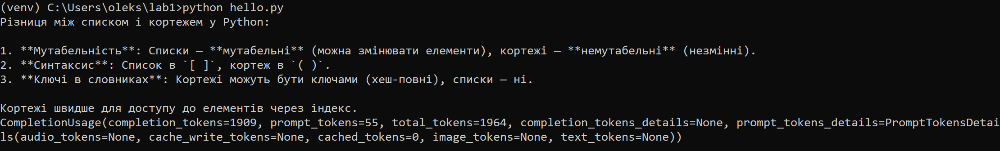 (venv) C:\Users\oleks\lab1>python hello.py
Різниця між списком і кортежем у Python:
1. **Мутабельність**: Списки — **мутабельні** (можна змінювати елементи), кортежі — **немутабельні** (незмінні).
2. **Синтаксис**: Список в `[ ]`, кортеж в `( )`.
3. **Ключі в словниках**: Кортежі можуть бути ключами (хеш-повні), списки — ні.
Кортежі швидше для доступу до елементів через індекс.
CompletionUsage(completion_tokens=1909, prompt_tokens=55, total_tokens=1964, completion_tokens_details=None, prompt_tokens_details=PromptTokensDetai
ls(audio_tokens=None, cache_write_tokens=None, cached_tokens=0, image_tokens=None, text_tokens=None))